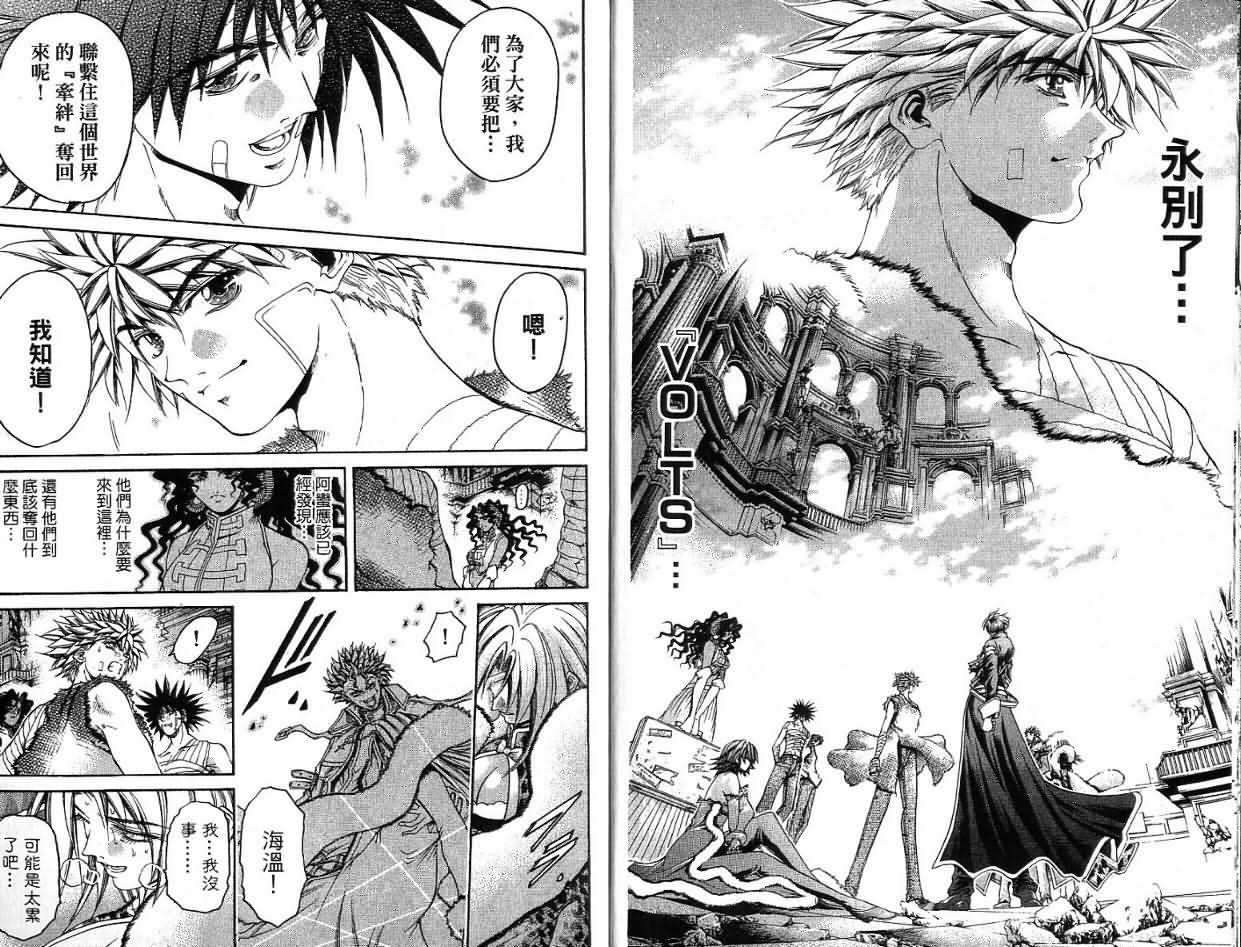 永別了…
『VOLTS』…
為了大家，我
們必須要把…
聯繫住這個世界
的『牽絆』奪回
來呢！
嗯！
我知道！
……
阿蠻應該已
經發現…
他們為什麼要
來到這裡…
還有他們到
底該奪回什
麼東西…
！
海溫！
！
我…我沒
事……
可能是太累
了吧…